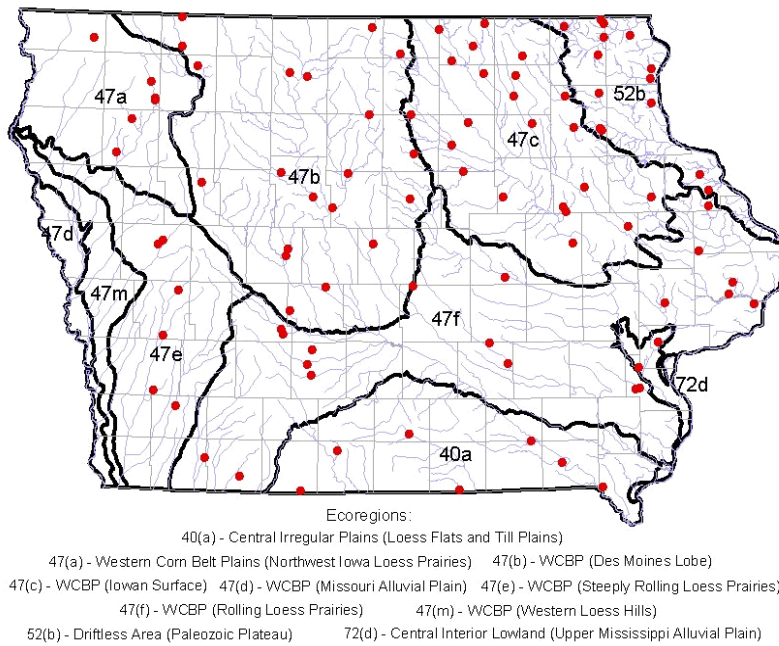 47a
52b
47c
47b
47d
47m
47f
47e
72d
40a
Ecoregions:
40(a) - Central Irregular Plains (Loess Flats and Till Plains)
47(a) - Western Corn Belt Plains (Northwest Iowa Loess Prairies) 47(b) - WCBP (Des Moines Lobe)
47(c) - WCBP (Iowan Surface) 47(d) - WCBP (Missouri Alluvial Plain) 47(e) - WCBP (Steeply Rolling Loess Prairies)
47(f) - WCBP (Rolling Loess Prairies) 47(m) - WCBP (Western Loess Hills)
52(b) - Driftless Area (Paleozoic Plateau) 72(d) - Central Interior Lowland (Upper Mississippi Alluvial Plain)